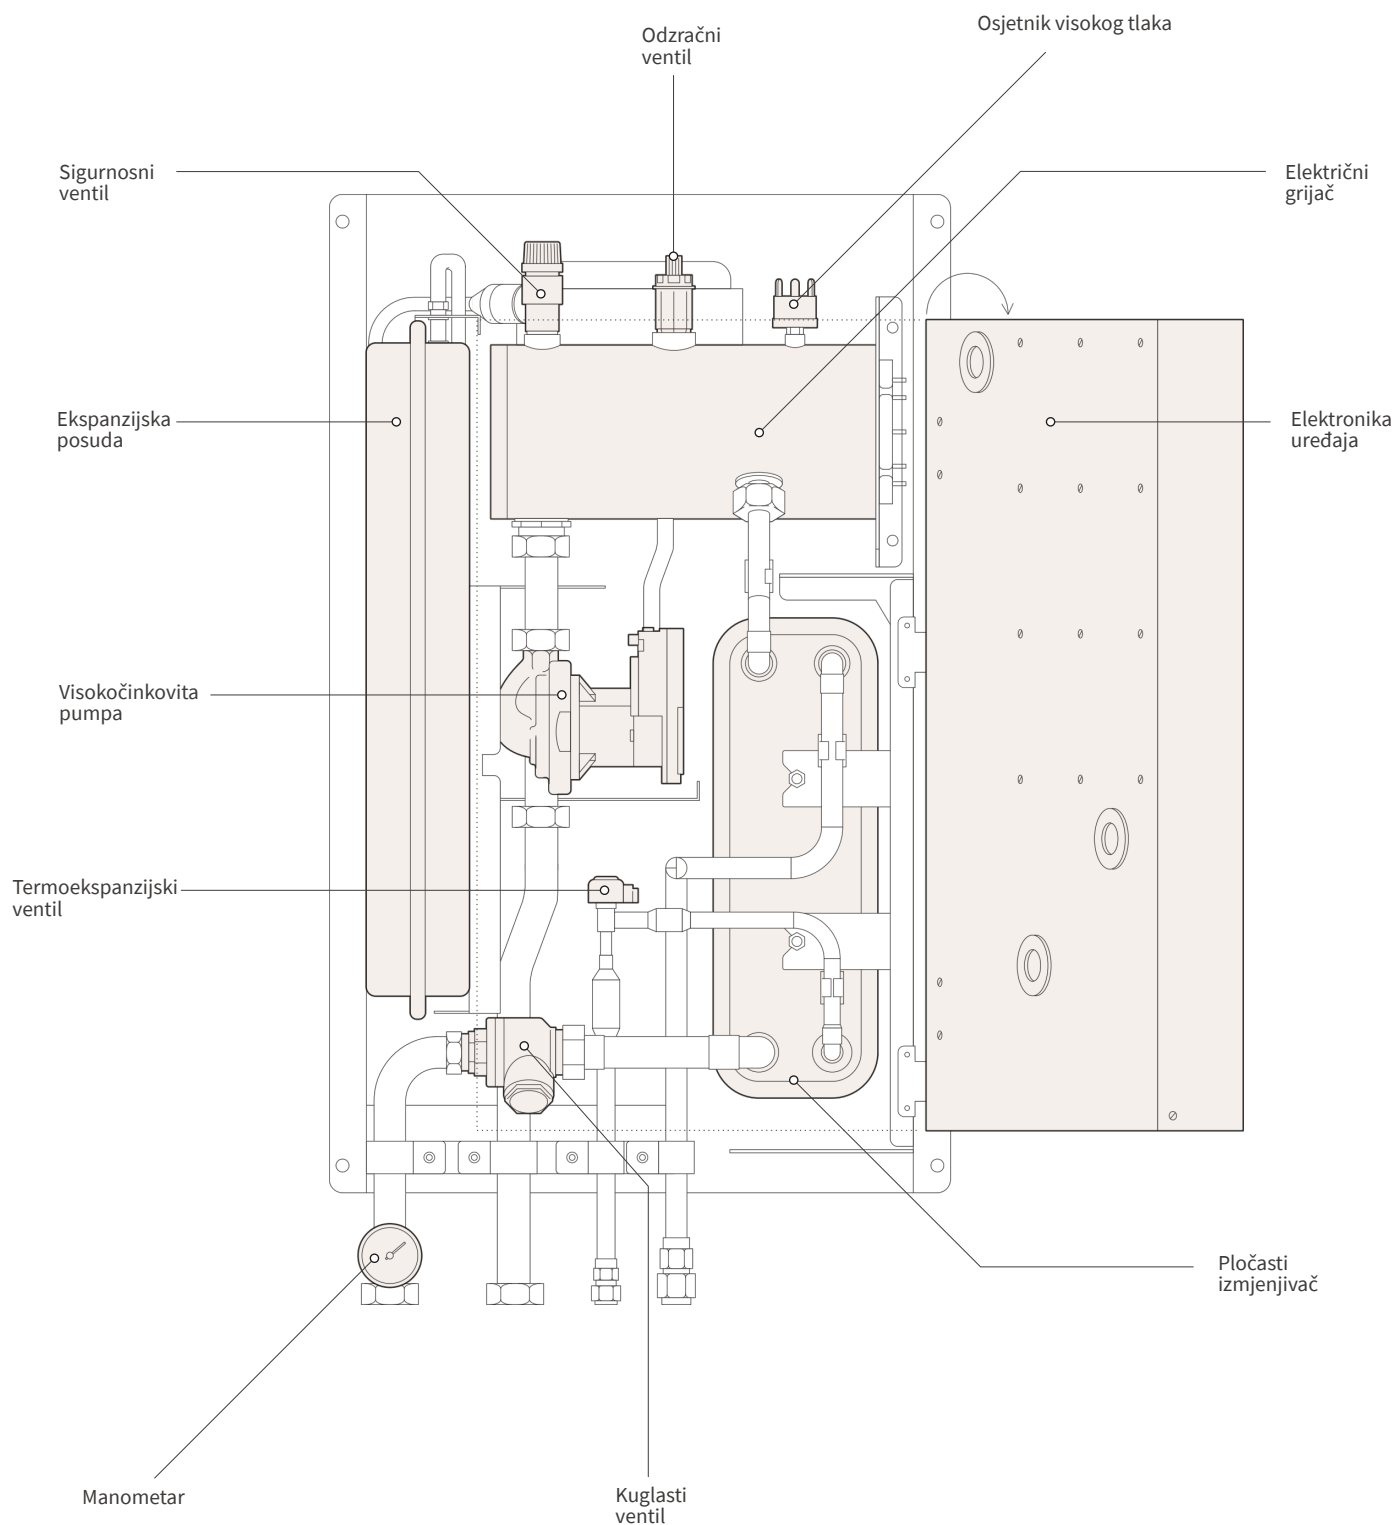 Osjetnik visokog tlaka
Odzračni
ventil
Sigurnosni
ventil
Električni
grijač
Ekspanzijska
posuda
Elektronika
uređaja
Visokočinkovita
pumpa
Termoekspanzijski
ventil
Pločasti
izmjenjivač
Manometar
Kuglasti
ventil